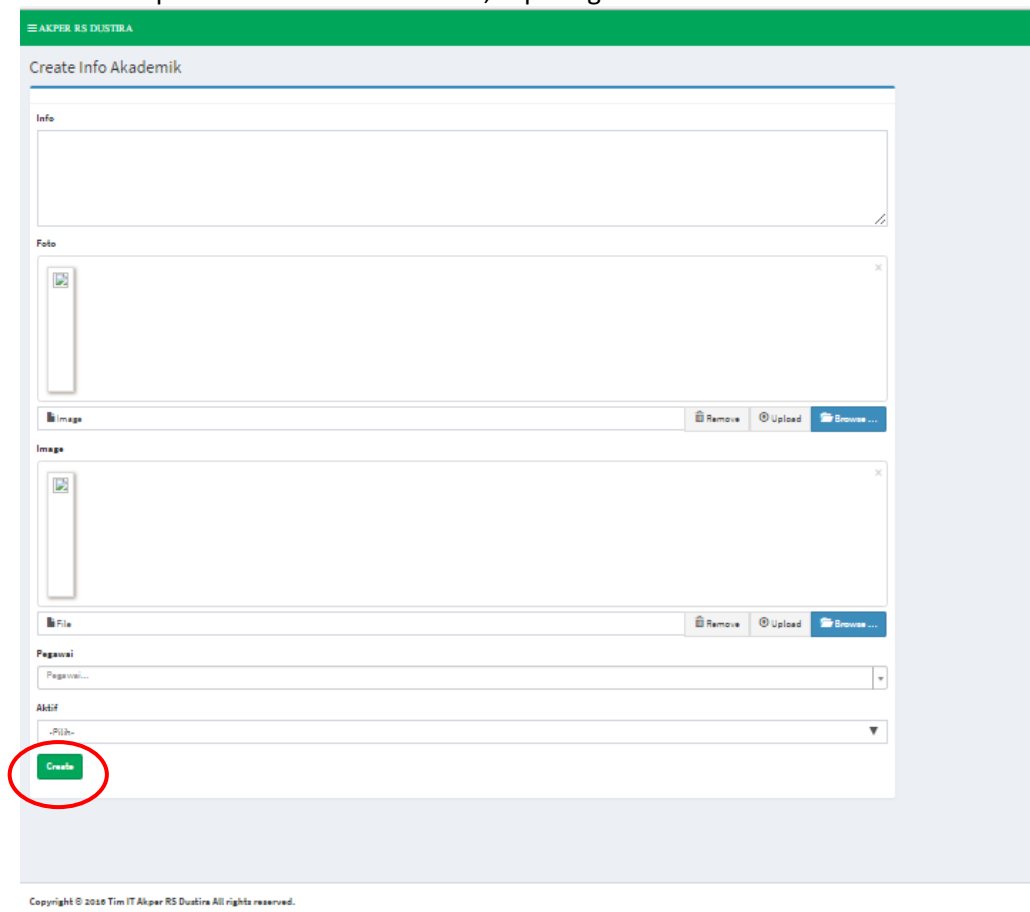 ≡ AKPER RS DUSTIRA
Create Info Akademik
Info
Foto
Image
Remove Upload Browse ...
Image
File
Remove Upload Browse ...
Pegawai
Pegawai...
Aktif
-Pilih-
Create
Copyright © 2016 Tim IT Akper RS Dustira All rights reserved.